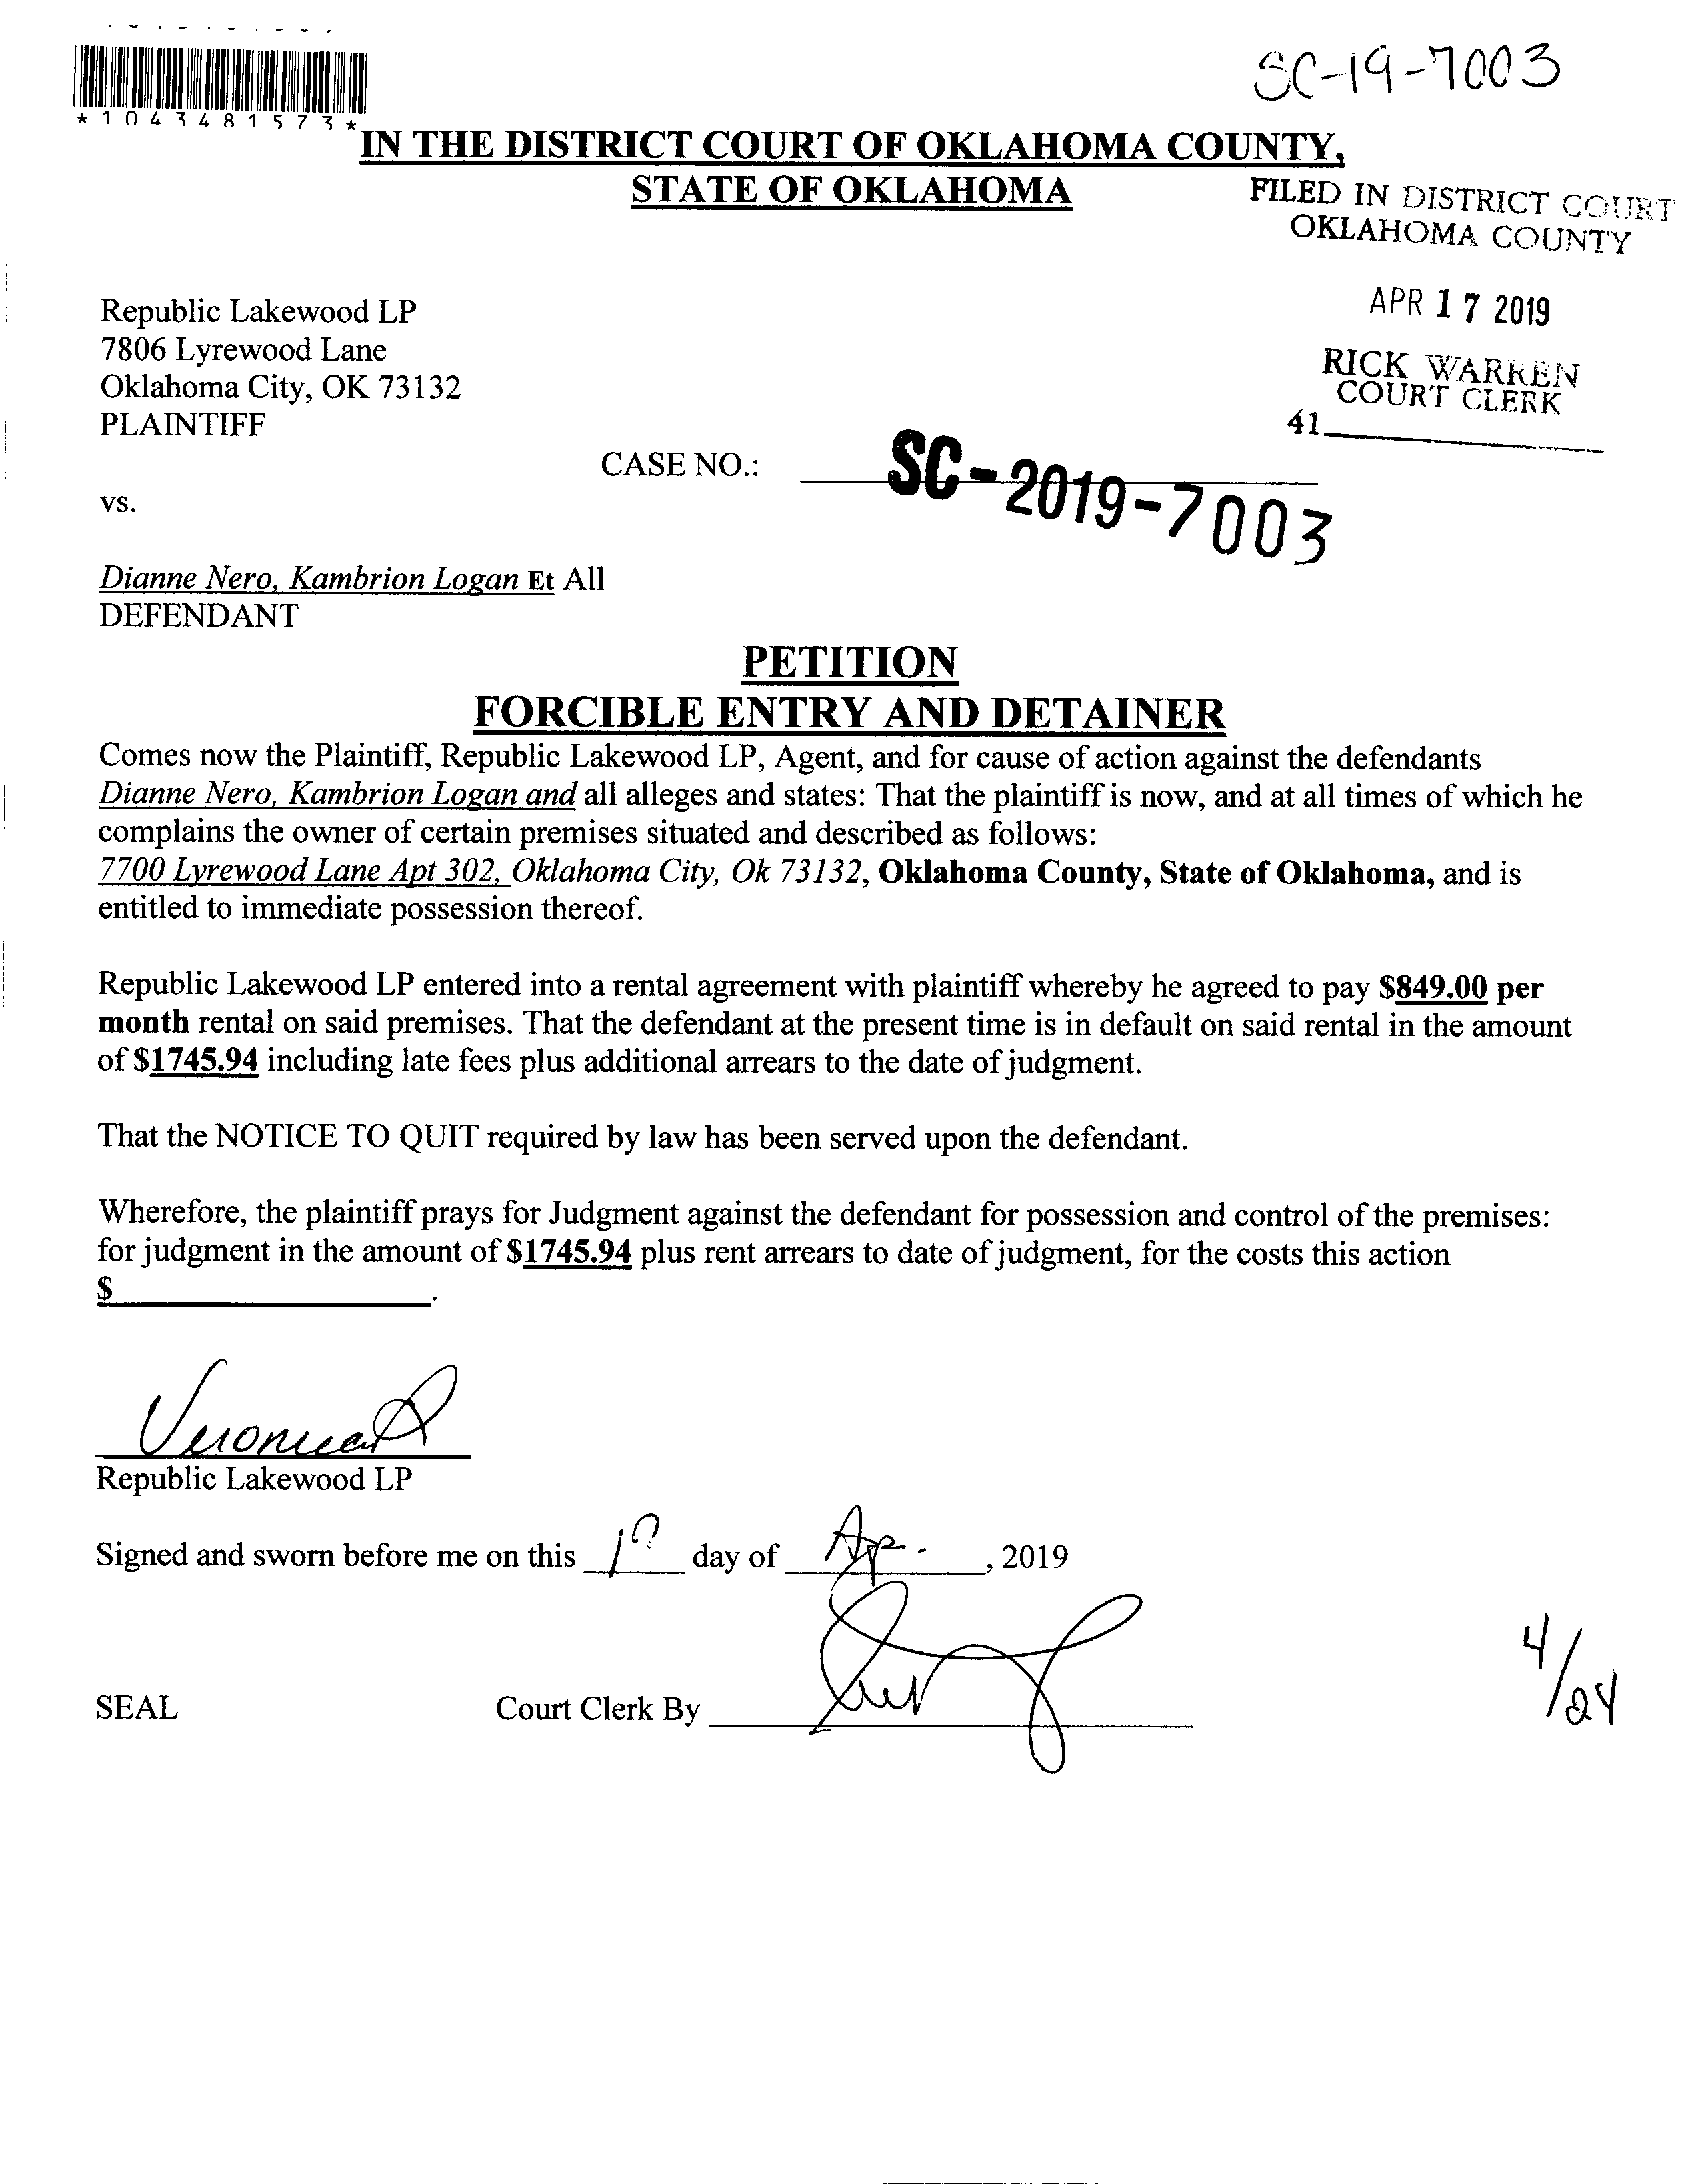 SC-19-7003
*1043481573*
IN THE DISTRICT COURT OF OKLAHOMA COUNTY,
STATE OF OKLAHOMA
FILED IN DISTRICT COURT
OKLAHOMA COUNTY
APR 17 2019
RICK WARREN
COURT CLERK
41
Republic Lakewood LP
7806 Lyrewood Lane
Oklahoma City, OK 73132
PLAINTIFF
CASE NO.: SC-2019-7003
vs.
Dianne Nero, Kambrion Logan Et All
DEFENDANT
PETITION
FORCIBLE ENTRY AND DETAINER
Comes now the Plaintiff, Republic Lakewood LP, Agent, and for cause of action against the defendants
Dianne Nero, Kambrion Logan and all alleges and states: That the plaintiff is now, and at all times of which he
complains the owner of certain premises situated and described as follows:
7700 Lyrewood Lane Apt 302, Oklahoma City, Ok 73132, Oklahoma County, State of Oklahoma, and is
entitled to immediate possession thereof.
Republic Lakewood LP entered into a rental agreement with plaintiff whereby he agreed to pay $849.00 per
month rental on said premises. That the defendant at the present time is in default on said rental in the amount
of $1745.94 including late fees plus additional arrears to the date of judgment.
That the NOTICE TO QUIT required by law has been served upon the defendant.
Wherefore, the plaintiff prays for Judgment against the defendant for possession and control of the premises:
for judgment in the amount of $1745.94 plus rent arrears to date of judgment, for the costs this action
$ .
Republic Lakewood LP
Signed and sworn before me on this 17 day of Apr. , 2019
SEAL Court Clerk By
4/24